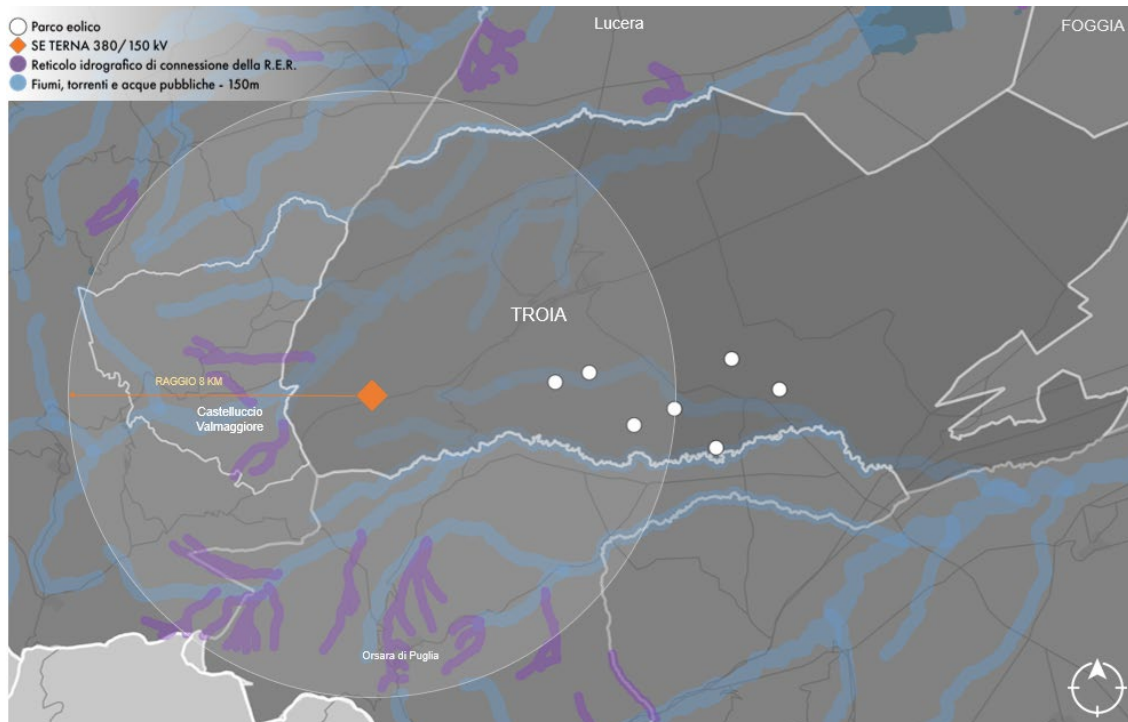 Parco eolico
SE TERNA 380/150 kV
Reticolo idrografico di connessione della R.E.R.
Fiumi, torrenti e acque pubbliche - 150m
Lucera
FOGGIA
TROIA
RAGGIO 8 KM
Castelluccio
Valmaggiore
Orsara di Puglia